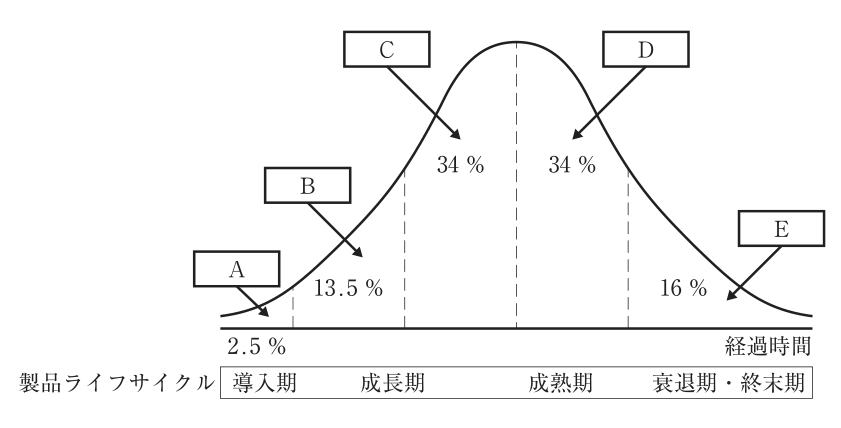 C
D
34 %
34 %
B
E
A
13.5 %
16 %
2.5 %
経過時間
製品ライフサイクル
導入期
成長期
成熟期
衰退期・終末期